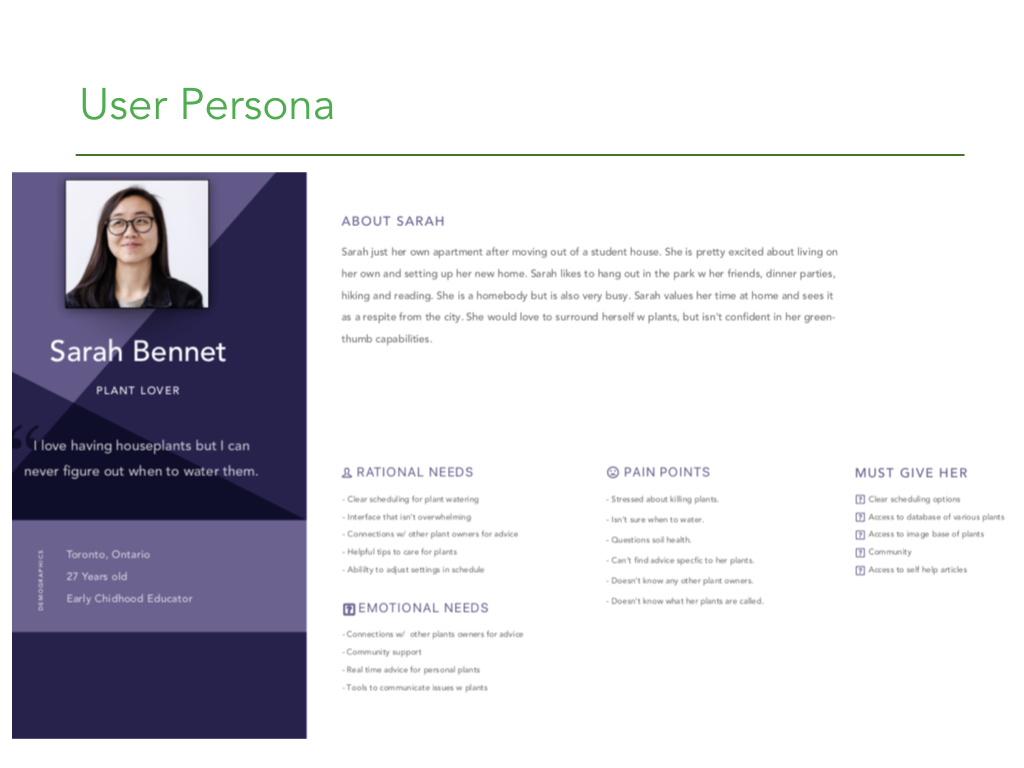 User Persona
Sarah Bennet
PLANT LOVER
“ I love having houseplants but I can
never figure out when to water them.
DEMOGRAPHICS
Toronto, Ontario
27 Years old
Early Chidhood Educator
ABOUT SARAH
Sarah just her own apartment after moving out of a student house. She is pretty excited about living on
her own and setting up her new home. Sarah likes to hang out in the park w her friends, dinner parties,
hiking and reading. She is a homebody but is also very busy. Sarah values her time at home and sees it
as a respite from the city. She would love to surround herself w plants, but isn't confident in her green-
thumb capabilities.
RATIONAL NEEDS
- Clear scheduling for plant watering
- Interface that isn't overwhelming
- Connections w/ other plant owners for advice
- Helpful tips to care for plants
- Abililty to adjust settings in schedule
EMOTIONAL NEEDS
- Connections w/ other plants owners for advice
- Community support
- Real time advice for personal plants
- Tools to communicate issues w plants
PAIN POINTS
- Stressed about killing plants.
- Isn't sure when to water.
- Questions soil health.
- Can't find advice specfic to her plants.
- Doesn't know any other plant owners.
- Doesn't know what her plants are called.
MUST GIVE HER
? Clear scheduling options
? Access to database of various plants
? Access to image base of plants
? Community
? Access to self help articles